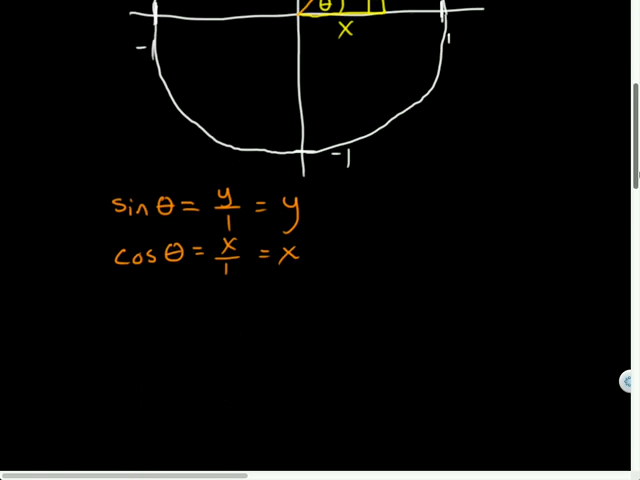 θ
x
-1
1
-1
sin θ = y/1 = y
cos θ = x/1 = x